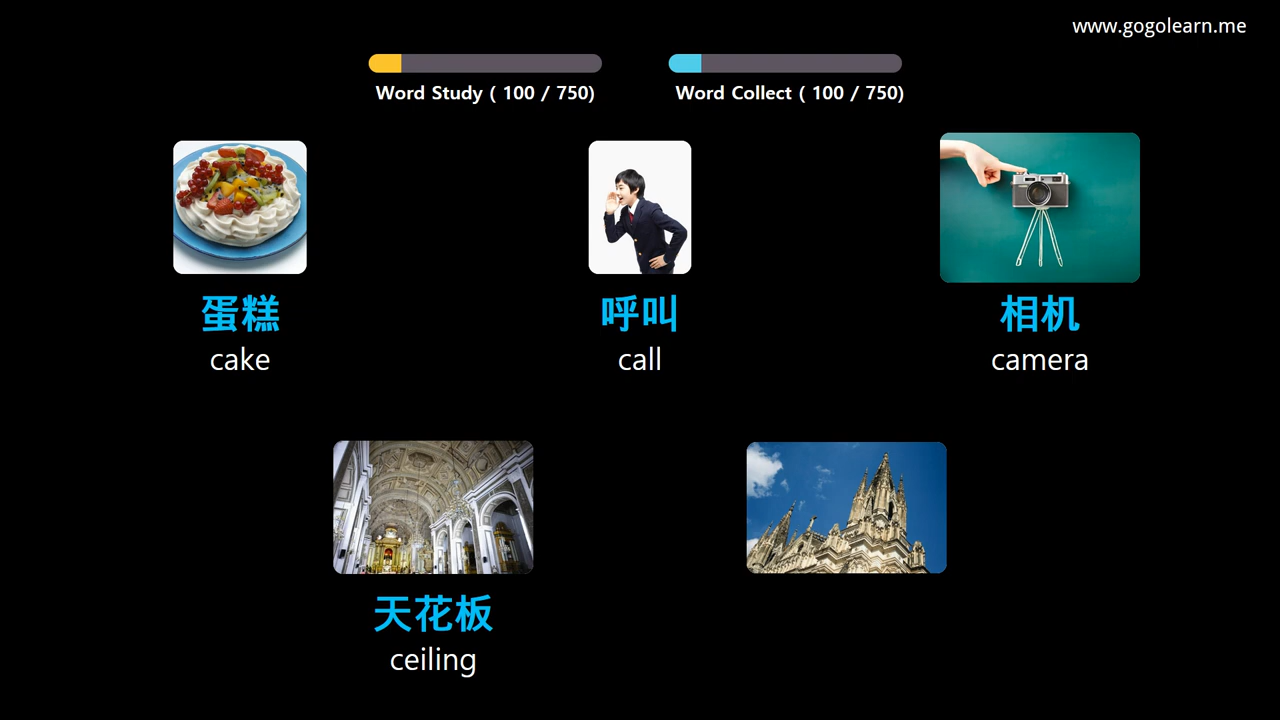 www.gogolearn.me
Word Study ( 100 / 750)
Word Collect ( 100 / 750)
蛋糕
cake
呼叫
call
相机
camera
天花板
ceiling